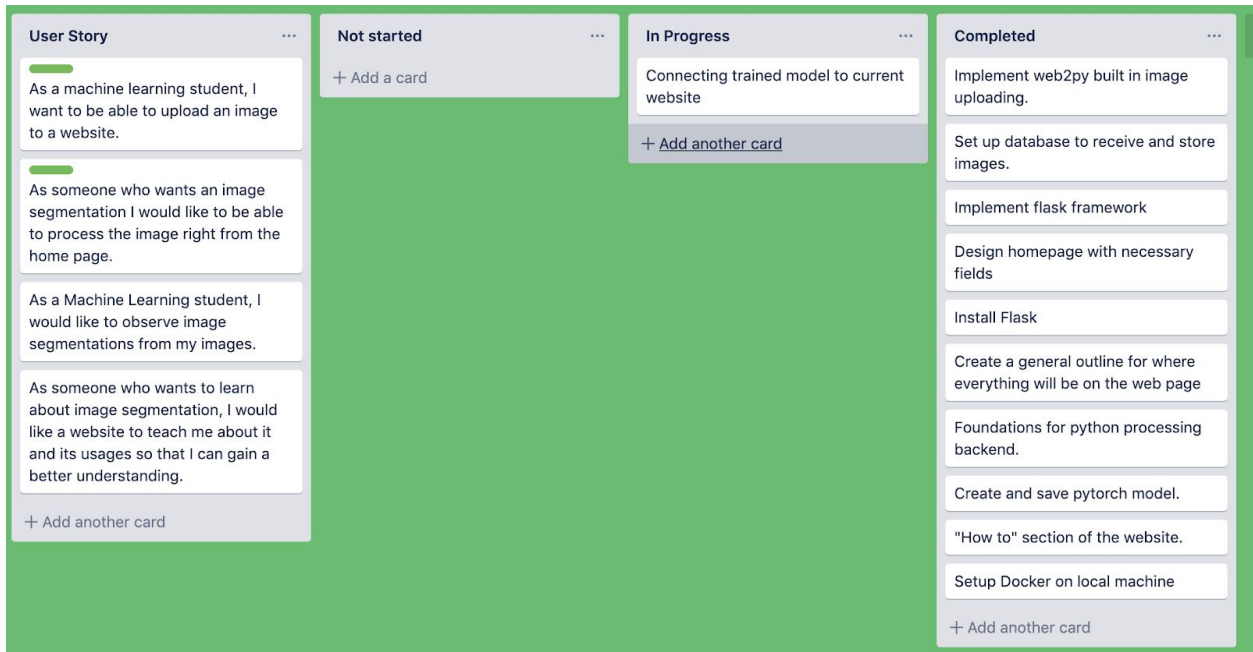 User Story
As a machine learning student, I
want to be able to upload an image
to a website.
As someone who wants an image
segmentation I would like to be able
to process the image right from the
home page.
As a Machine Learning student, I
would like to observe image
segmentations from my images.
As someone who wants to learn
about image segmentation, I would
like a website to teach me about it
and its usages so that I can gain a
better understanding.
+ Add another card
Not started
+ Add a card
In Progress
Connecting trained model to current
website
+ Add another card
Completed
Implement web2py built in image
uploading.
Set up database to receive and store
images.
Implement flask framework
Design homepage with necessary
fields
Install Flask
Create a general outline for where
everything will be on the web page
Foundations for python processing
backend.
Create and save pytorch model.
"How to" section of the website.
Setup Docker on local machine
+ Add another card